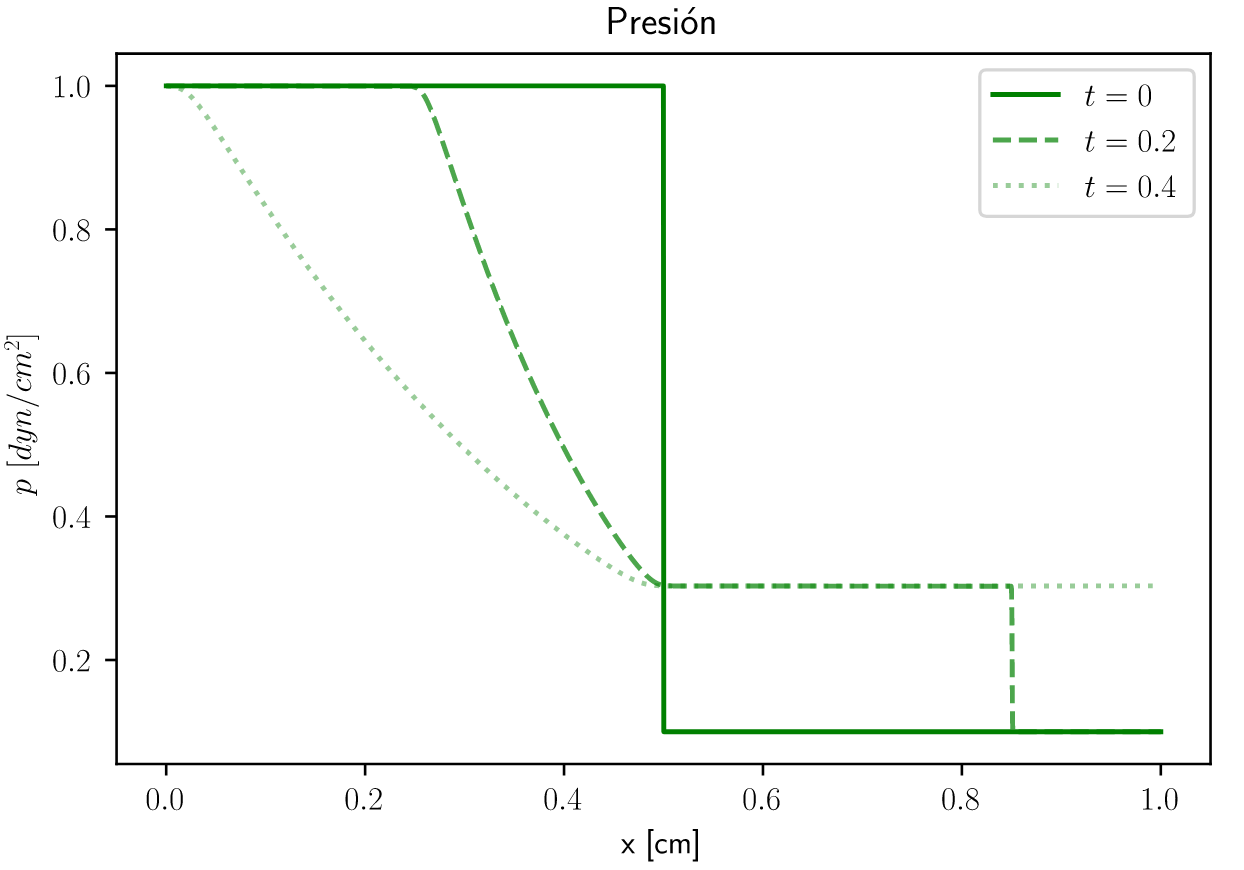 Presión
1.0
0.8
0.6
0.4
0.2
p [dyn/cm²]
t = 0
t = 0.2
t = 0.4
0.0 0.2 0.4 0.6 0.8 1.0
x [cm]